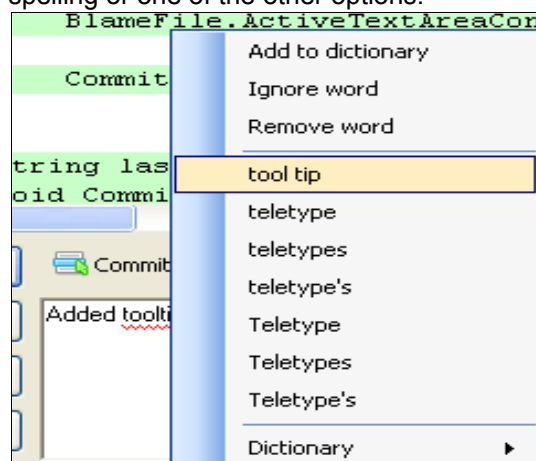 spelling or one of the other options.
BlameFile.ActiveTextAreaCon
Add to dictionary
Commit
Ignore word
Remove word
tring las
tool tip
oid Commi
teletype
teletypes
Commit
teletype's
Added toolti
Teletype
Teletypes
Teletype's
Dictionary